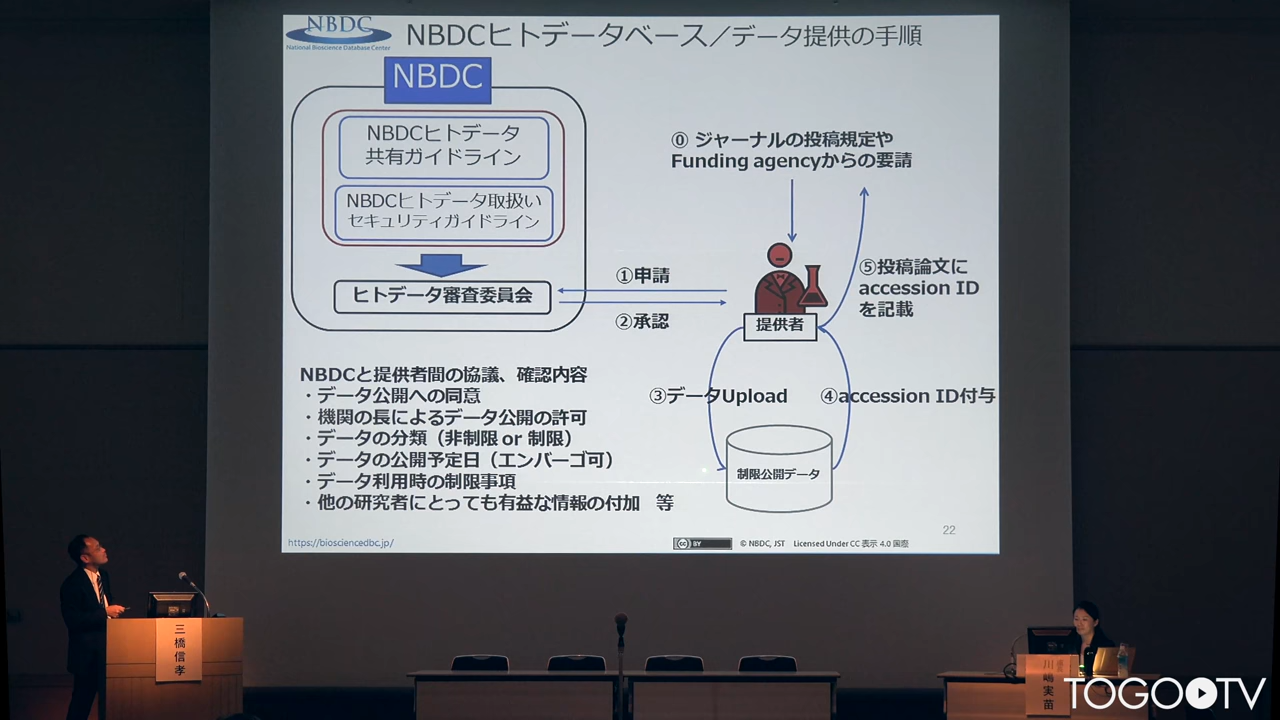 NBDC
National Bioscience Database Center
NBDCヒトデータベース／データ提供の手順
NBDC
NBDCヒトデータ
共有ガイドライン
NBDCヒトデータ取扱い
セキュリティガイドライン
ヒトデータ審査委員会
⓪ ジャーナルの投稿規定や
Funding agencyからの要請
①申請
②承認
提供者
⑤投稿論文に
accession ID
を記載
③データUpload
④accession ID付与
制限公開データ
NBDCと提供者間の協議、確認内容
・データ公開への同意
・機関の長によるデータ公開の許可
・データの分類（非制限 or 制限）
・データの公開予定日（エンバーゴ可）
・データ利用時の制限事項
・他の研究者にとっても有益な情報の付加　等
22
https://biosciencedbc.jp/
cc BY
© NBDC, JST Licensed Under CC 表示 4.0 国際
三橋信孝
川嶋実苗
TOGOTV